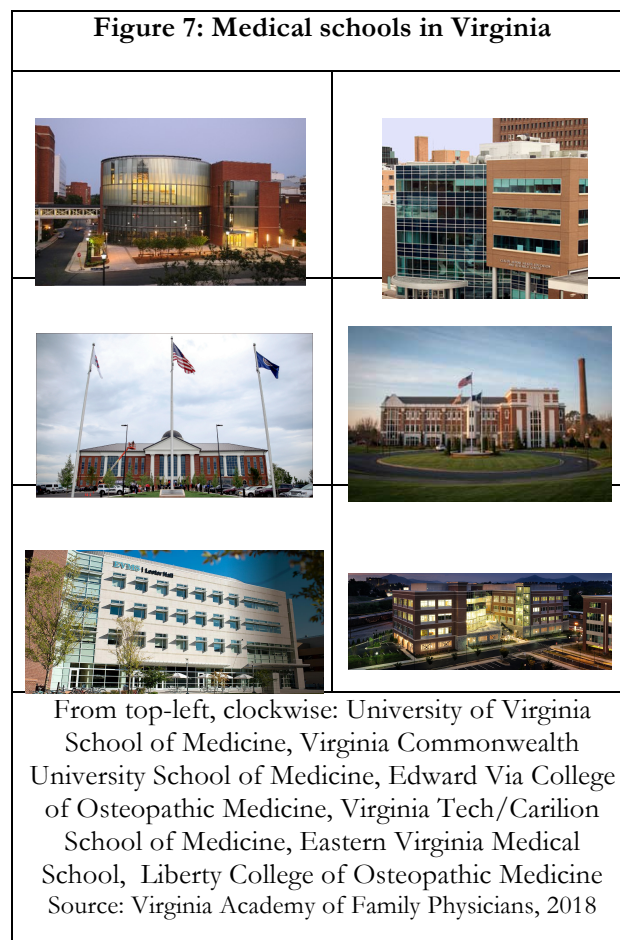 Figure 7: Medical schools in Virginia
EVMS | Lester Hall
From top-left, clockwise: University of Virginia
School of Medicine, Virginia Commonwealth
University School of Medicine, Edward Via College
of Osteopathic Medicine, Virginia Tech/Carilion
School of Medicine, Eastern Virginia Medical
School, Liberty College of Osteopathic Medicine
Source: Virginia Academy of Family Physicians, 2018